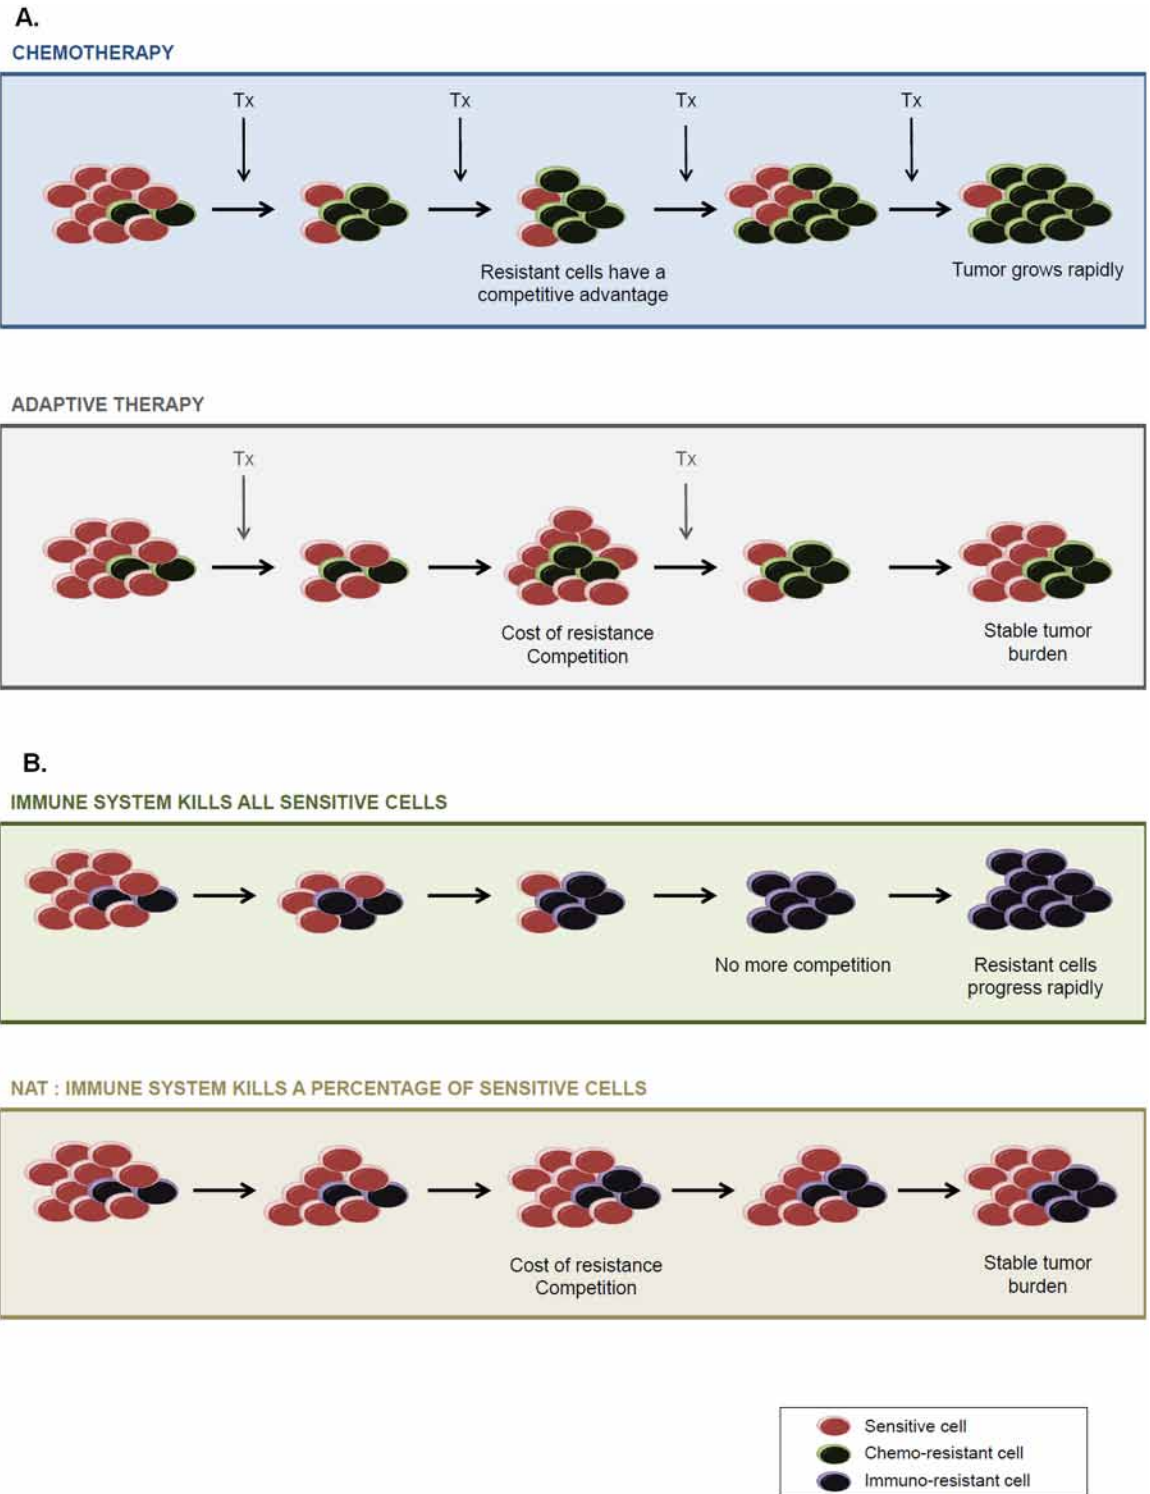 A.
CHEMOTHERAPY
Tx Tx Tx Tx
Resistant cells have a
competitive advantage
Tumor grows rapidly
ADAPTIVE THERAPY
Tx Tx
Cost of resistance
Competition
Stable tumor
burden
B.
IMMUNE SYSTEM KILLS ALL SENSITIVE CELLS
No more competition
Resistant cells
progress rapidly
NAT : IMMUNE SYSTEM KILLS A PERCENTAGE OF SENSITIVE CELLS
Cost of resistance
Competition
Stable tumor
burden
Sensitive cell
Chemo-resistant cell
Immuno-resistant cell